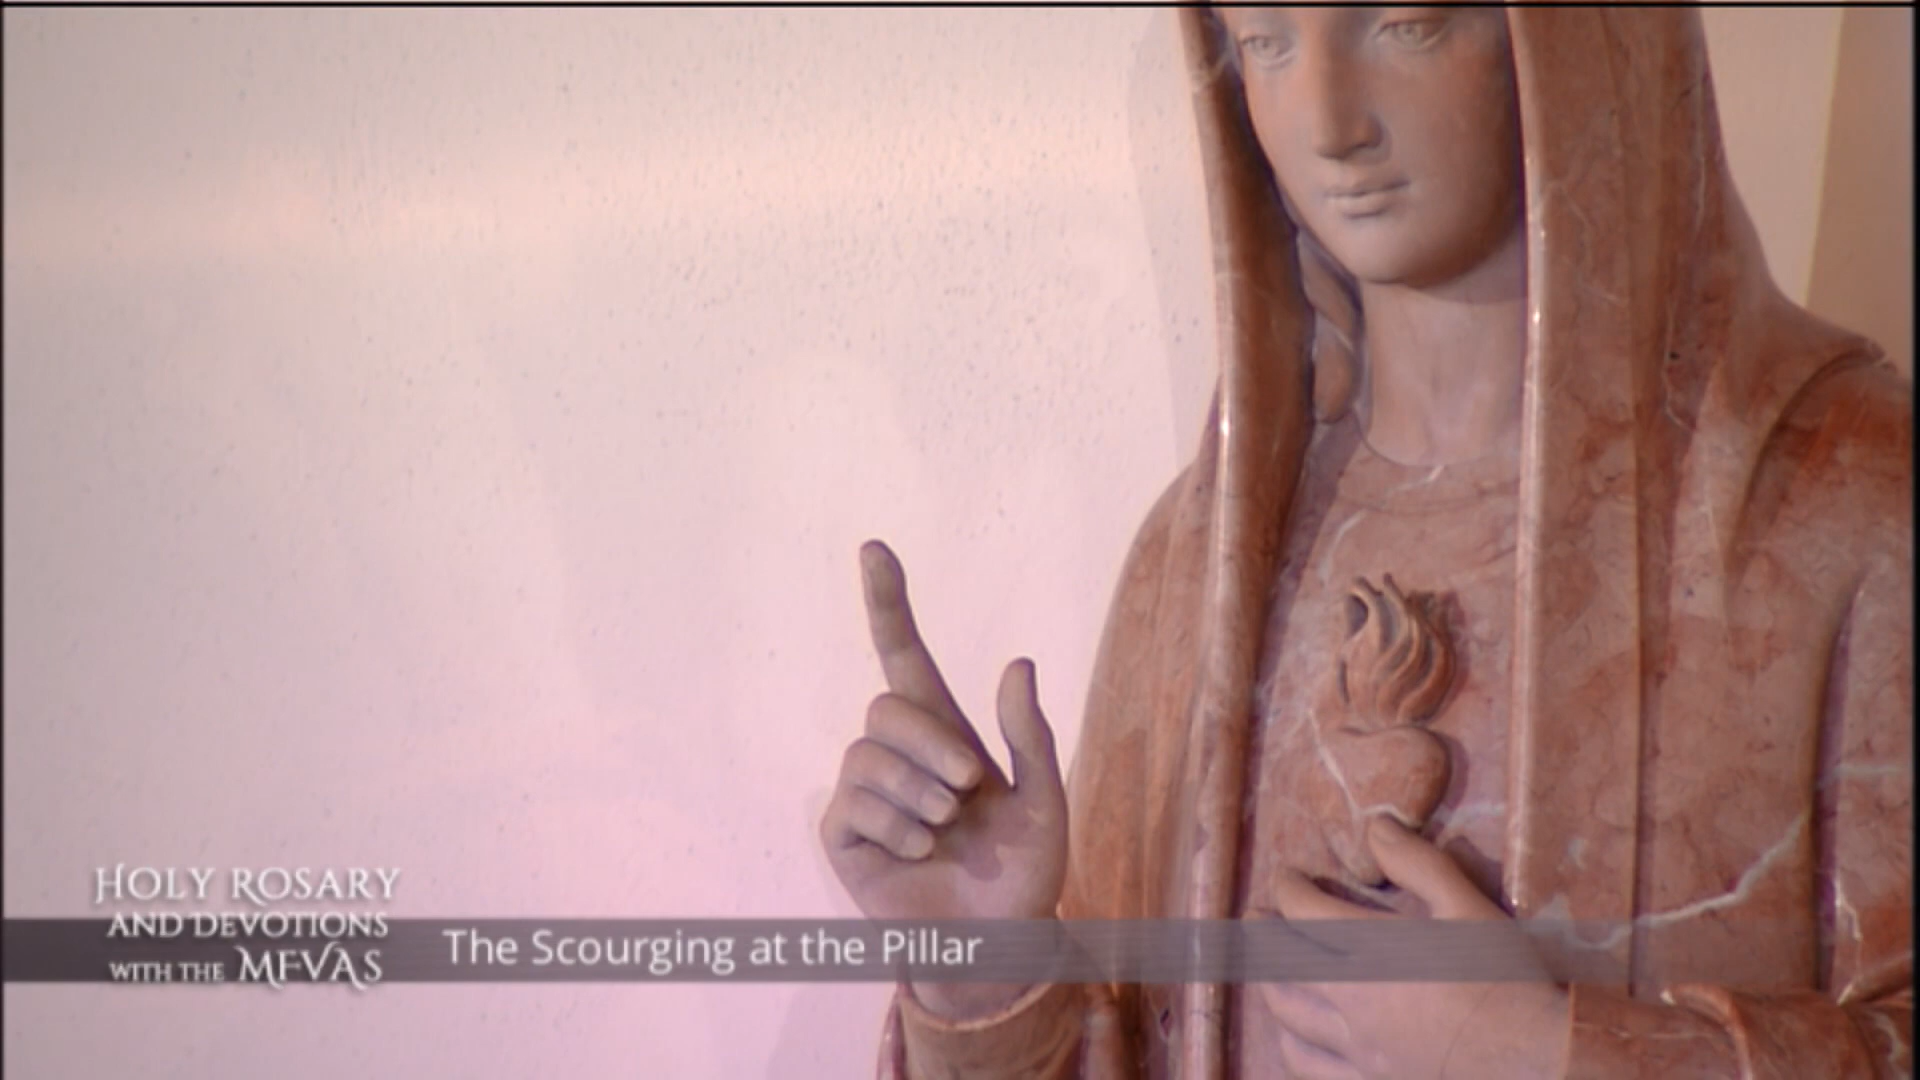 HOLY ROSARY
AND DEVOTIONS
WITH THE MFVAS
The Scourging at the Pillar